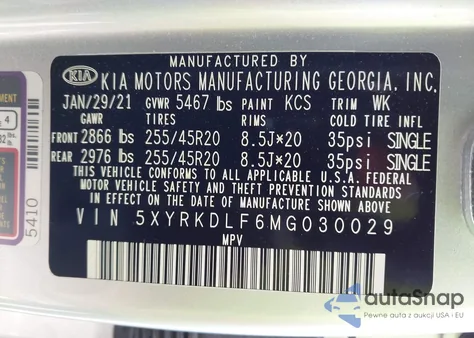 MANUFACTURED BY
KIA KIA MOTORS MANUFACTURING GEORGIA, INC.
JAN/29/21 GVWR 5467 lbs PAINT KCS TRIM WK
GAWR TIRES RIMS COLD TIRE INFL
FRONT 2866 lbs 255/45R20 8.5J×20 35psi SINGLE
REAR 2976 lbs 255/45R20 8.5J×20 35psi SINGLE
THIS VEHICLE CONFORMS TO ALL APPLICABLE U.S.A. FEDERAL
MOTOR VEHICLE SAFETY AND THEFT PREVENTION STANDARDS
IN EFFECT ON THE DATE OF MANUFACTURE SHOWN ABOVE
VIN 5XYRKDLF6MG030029
MPV
4
5410
autoSnap
Pewne auta z aukcji USA i EU